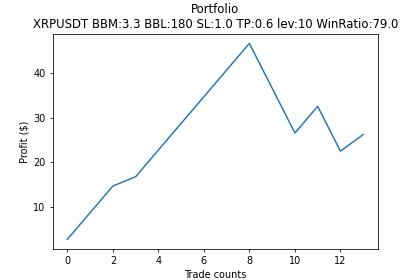 Portfolio
XRPUSDT BBM:3.3 BBL:180 SL:1.0 TP:0.6 lev:10 WinRatio:79.0
40
30
20
10
Profit ($)
0 2 4 6 8 10 12
Trade counts